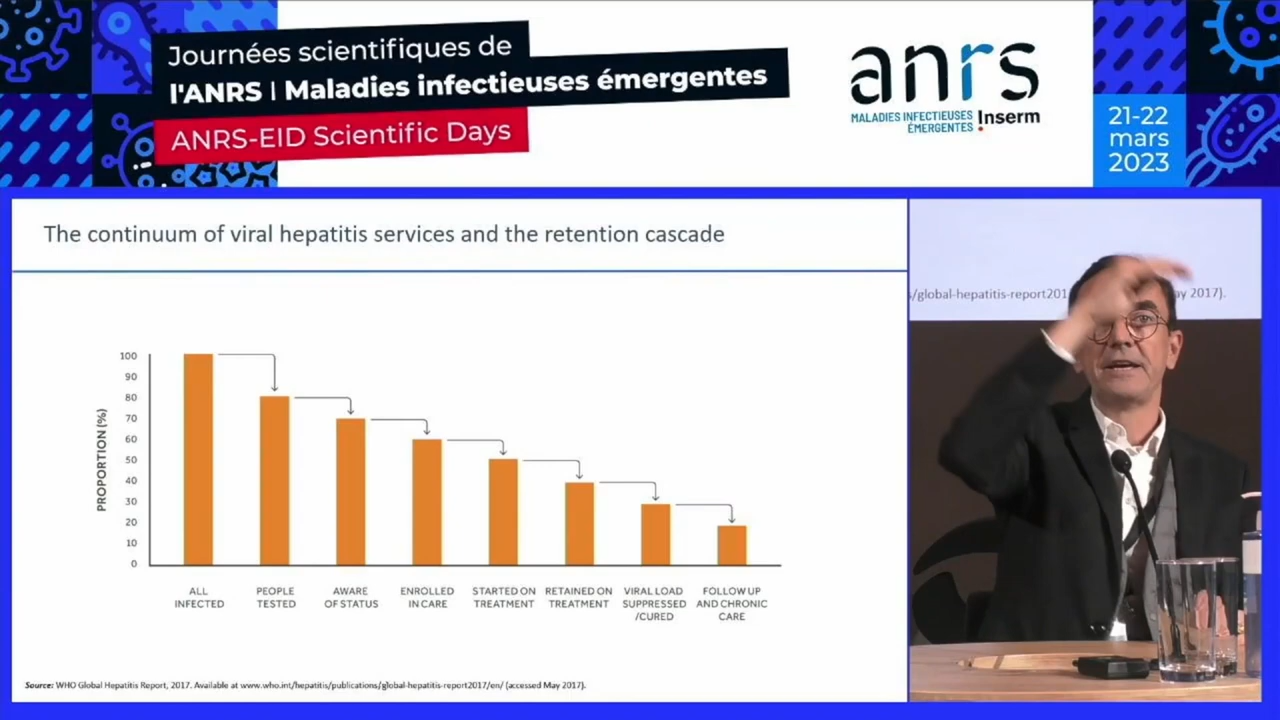 Journées scientifiques de
l'ANRS | Maladies infectieuses émergentes
ANRS-EID Scientific Days
anrs
MALADIES INFECTIEUSES
ÉMERGENTES
Inserm
21-22
mars
2023
The continuum of viral hepatitis services and the retention cascade
PROPORTION (%)
100
90
80
70
60
50
40
30
20
10
0
ALL
INFECTED
PEOPLE
TESTED
AWARE
OF STATUS
ENROLLED
IN CARE
STARTED ON
TREATMENT
RETAINED ON
TREATMENT
VIRAL LOAD
SUPPRESSED
/CURED
FOLLOW UP
AND CHRONIC
CARE
Source: WHO Global Hepatitis Report, 2017. Available at www.who.int/hepatitis/publications/global-hepatitis-report2017/en/ (accessed May 2017).
s/global-hepatitis-report201 ay 2017).